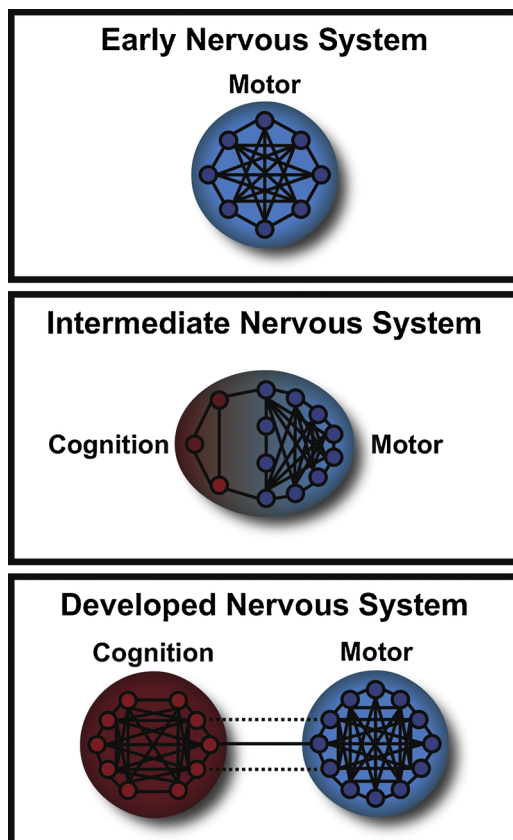 Early Nervous System
Motor
Intermediate Nervous System
Cognition Motor
Developed Nervous System
Cognition Motor